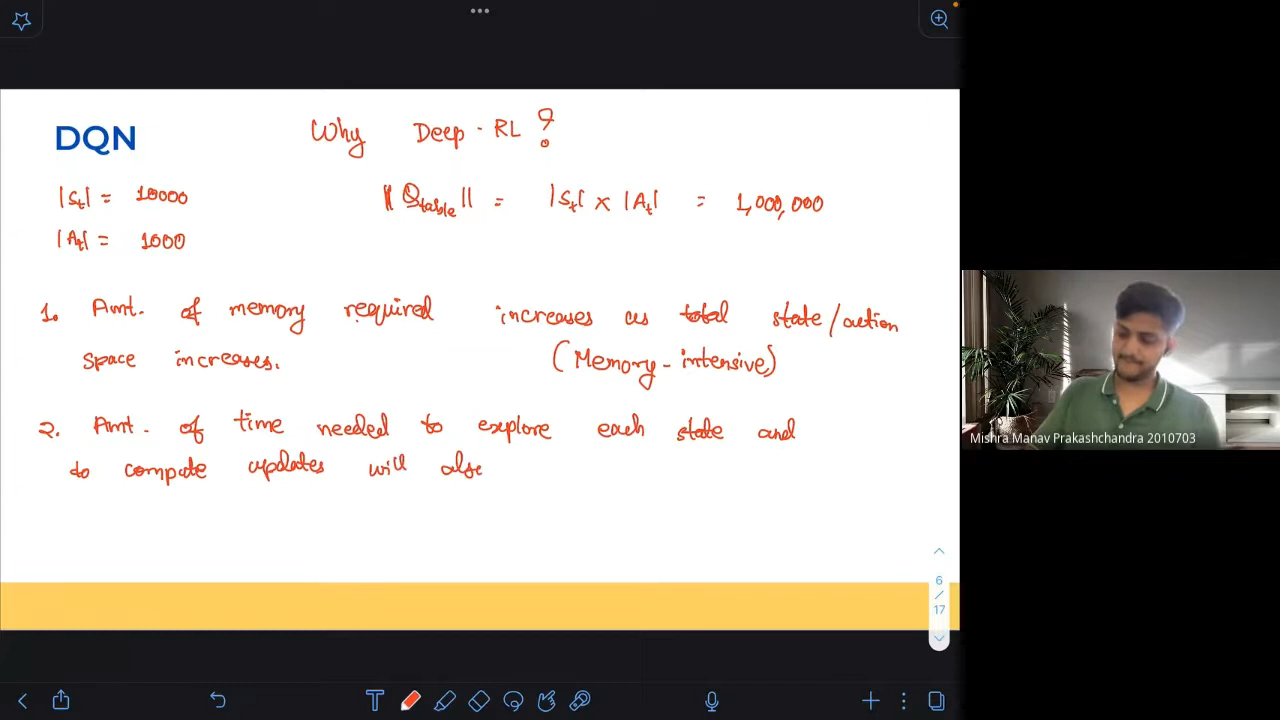 DQN
Why Deep-RL ?
|St| = 10000
||Qtable|| = |St| x |At| = 1,000,000
|At| = 1000
1. Amt. of memory required increases as total state/action
space increases. (Memory-intensive)
2. Amt. of time needed to explore each state and
to compute updates will also
Mishra Manav Prakashchandra 2010703
6
/
17
T